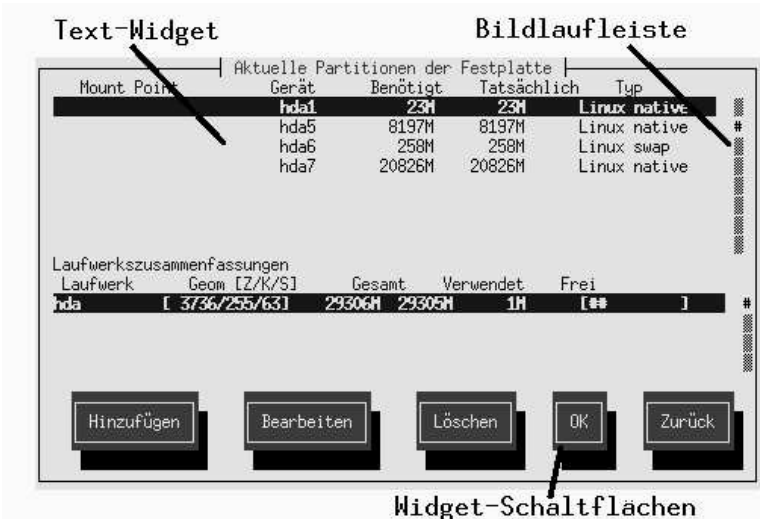 Text-Widget Bildlaufleiste
Aktuelle Partitionen der Festplatte
Mount Point Gerät Benötigt Tatsächlich Typ
hda1 23M 23M Linux native
hda5 8197M 8197M Linux native #
hda6 258M 258M Linux swap
hda7 20826M 20826M Linux native
Laufwerkszusammenfassungen
Laufwerk Geom [Z/K/S] Gesamt Verwendet Frei
hda [ 3736/255/63] 29306M 29305M 1M [## ] #
Hinzufügen Bearbeiten Löschen OK Zurück
Widget-Schaltflächen